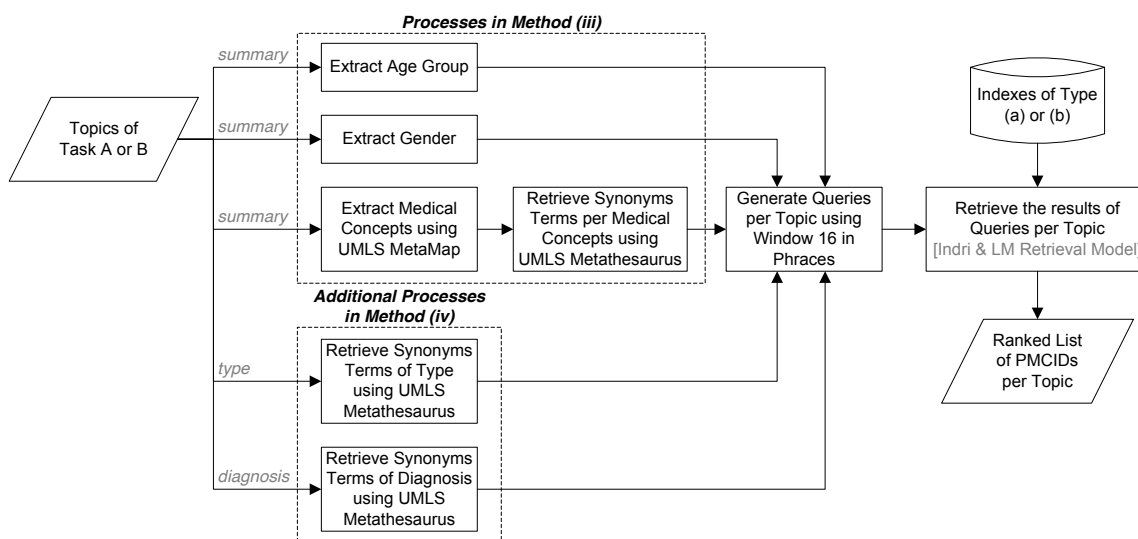 Processes in Method (iii)
summary
Extract Age Group
Topics of
Task A or B
summary
Extract Gender
summary
Extract Medical
Concepts using
UMLS MetaMap
Retrieve Synonyms
Terms per Medical
Concepts using
UMLS Metathesaurus
Generate Queries
per Topic using
Window 16 in
Phraces
Indexes of Type
(a) or (b)
Retrieve the results of
Queries per Topic
[Indri & LM Retrieval Model]
Ranked List
of PMCIDs
per Topic
Additional Processes
in Method (iv)
type
Retrieve Synonyms
Terms of Type
using UMLS
Metathesaurus
diagnosis
Retrieve Synonyms
Terms of Diagnosis
using UMLS
Metathesaurus